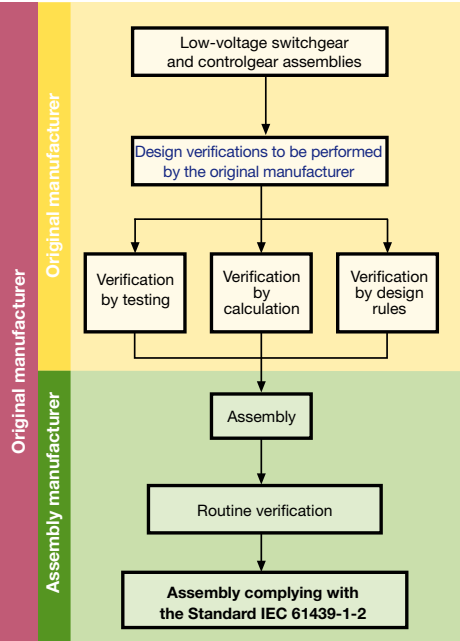 Original manufacturer
Original manufacturer
Low-voltage switchgear
and controlgear assemblies
Design verifications to be performed
by the original manufacturer
Verification
by testing
Verification
by
calculation
Verification
by design
rules
Assembly manufacturer
Assembly
Routine verification
Assembly complying with
the Standard IEC 61439-1-2